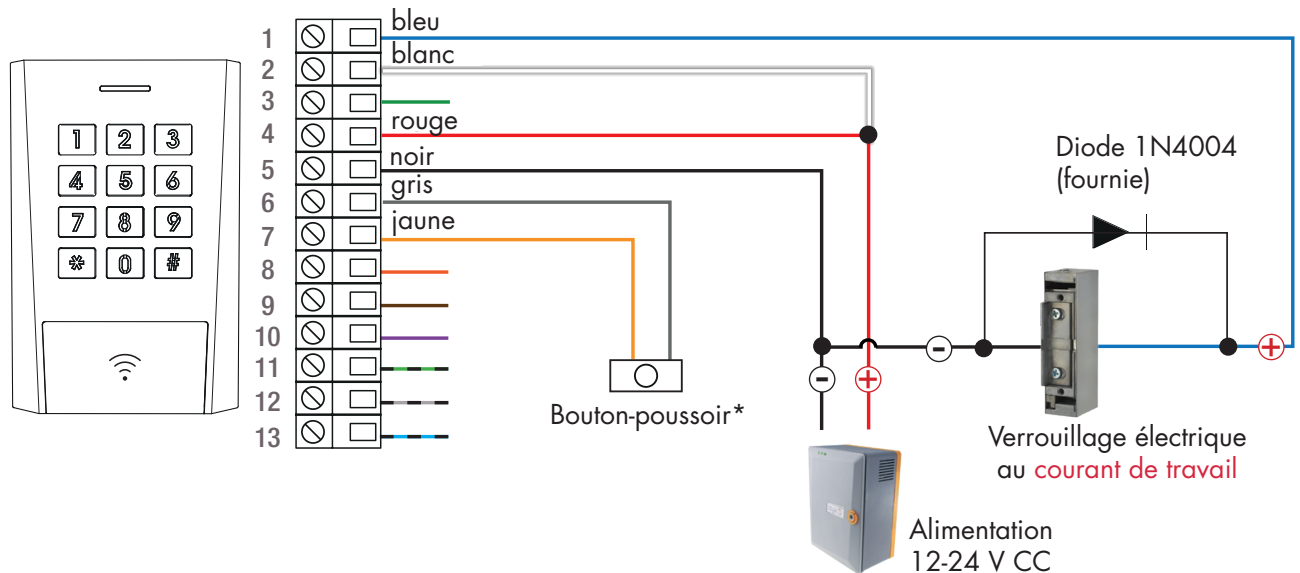 1 bleu
2 blanc
3
4 rouge
5 noir
6 gris
7 jaune
8
9
10
11
12
13
1 2 3
4 5 6
7 8 9
* 0 #
Diode 1N4004
(fournie)
Bouton-poussoir*
- +
- +
Verrouillage électrique
au courant de travail
Alimentation
12-24 V CC